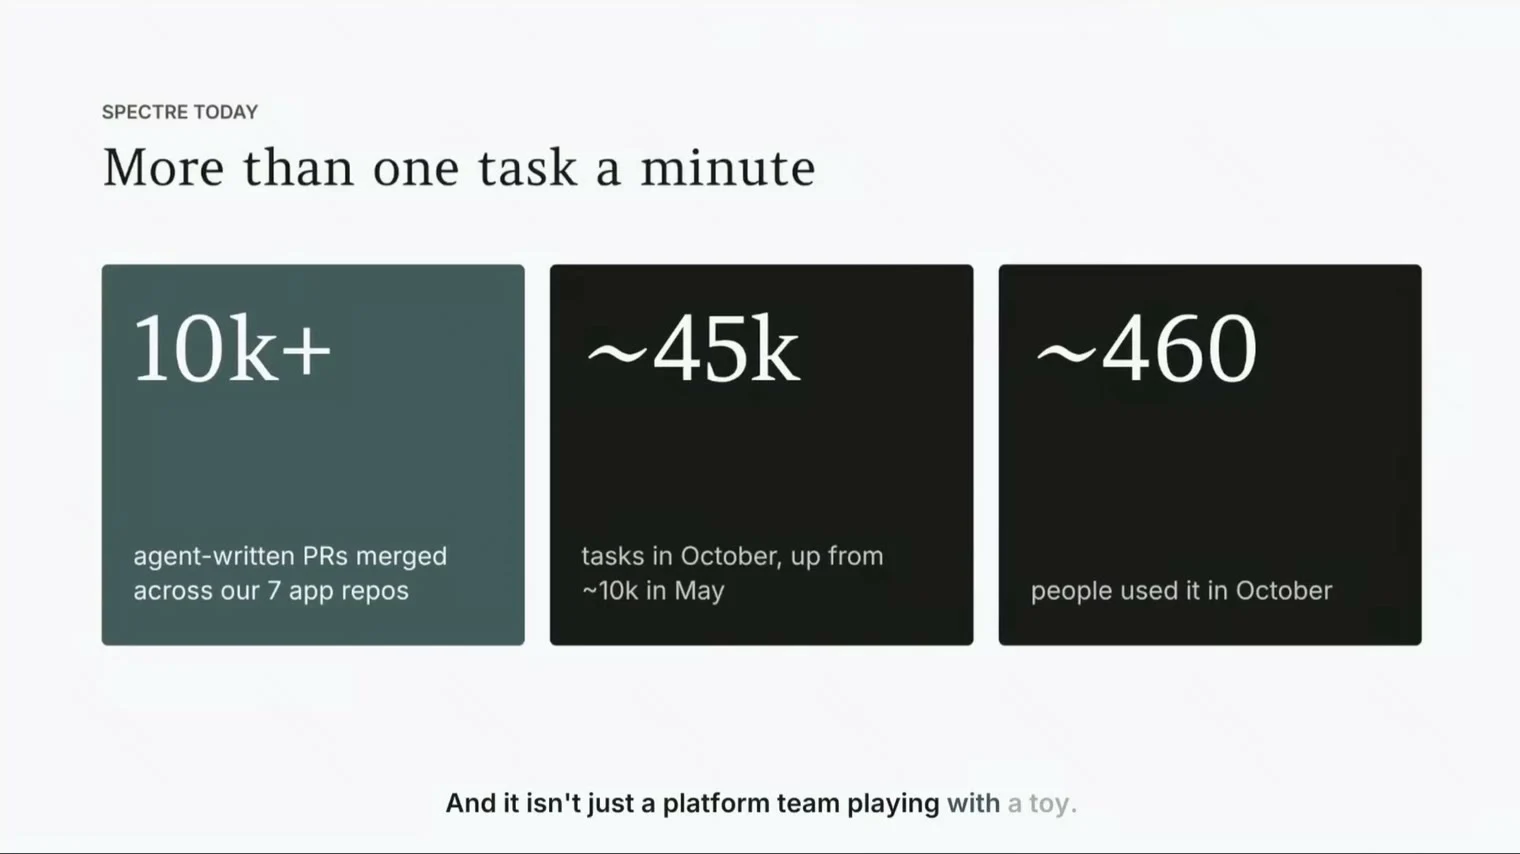 SPECTRE TODAY
More than one task a minute
10k+
agent-written PRs merged
across our 7 app repos
~45k
tasks in October, up from
~10k in May
~460
people used it in October
And it isn't just a platform team playing with a toy.